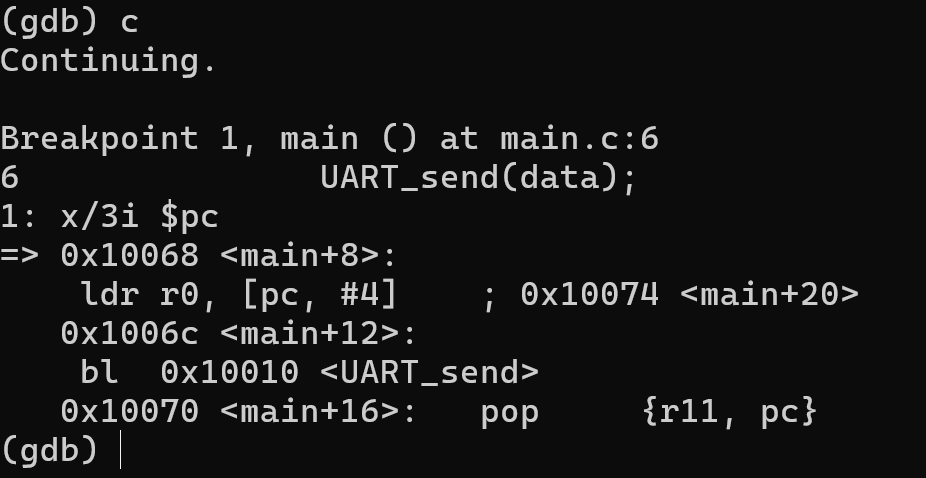 (gdb) c
Continuing.

Breakpoint 1, main () at main.c:6
6               UART_send(data);
1: x/3i $pc
=> 0x10068 <main+8>:
    ldr r0, [pc, #4]    ; 0x10074 <main+20>
   0x1006c <main+12>:
    bl  0x10010 <UART_send>
   0x10070 <main+16>:   pop     {r11, pc}
(gdb)